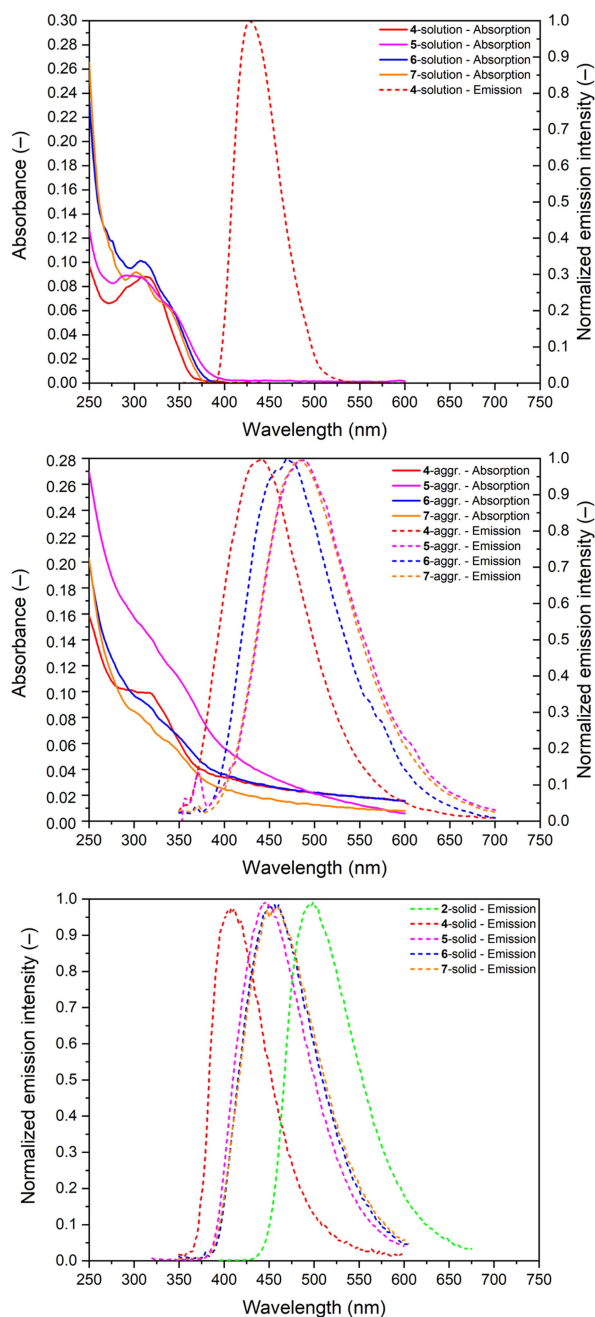 0.30
0.28
0.26
0.24
0.22
0.20
0.18
0.16
0.14
0.12
0.10
0.08
0.06
0.04
0.02
0.00
Absorbance (–)
4-solution - Absorption
5-solution - Absorption
6-solution - Absorption
7-solution - Absorption
4-solution - Emission
1.0
0.9
0.8
0.7
0.6
0.5
0.4
0.3
0.2
0.1
0.0
Normalized emission intensity (–)
250 300 350 400 450 500 550 600 650 700 750
Wavelength (nm)
0.28
0.26
0.24
0.22
0.20
0.18
0.16
0.14
0.12
0.10
0.08
0.06
0.04
0.02
0.00
Absorbance (–)
4-aggr. - Absorption
5-aggr. - Absorption
6-aggr. - Absorption
7-aggr. - Absorption
4-aggr. - Emission
5-aggr. - Emission
6-aggr. - Emission
7-aggr. - Emission
1.0
0.9
0.8
0.7
0.6
0.5
0.4
0.3
0.2
0.1
0.0
Normalized emission intensity (–)
250 300 350 400 450 500 550 600 650 700 750
Wavelength (nm)
1.0
0.9
0.8
0.7
0.6
0.5
0.4
0.3
0.2
0.1
0.0
Normalized emission intensity (–)
2-solid - Emission
4-solid - Emission
5-solid - Emission
6-solid - Emission
7-solid - Emission
250 300 350 400 450 500 550 600 650 700 750
Wavelength (nm)